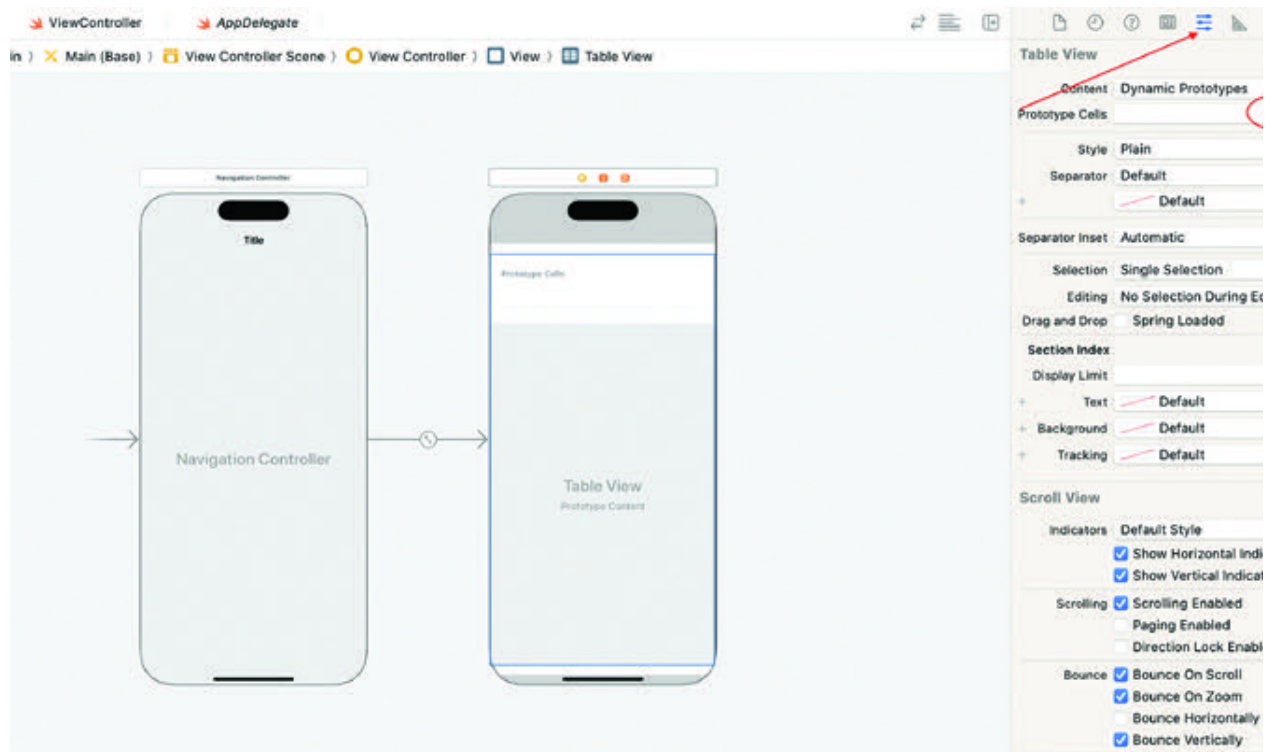 ViewController AppDelegate
in Main (Base) View Controller Scene View Controller View Table View
Navigation Controller
Title
Navigation Controller
Prototype Cells
Table View
Prototype Content
Table View
Content Dynamic Prototypes
Prototype Cells
Style Plain
Separator Default
Default
Separator Inset Automatic
Selection Single Selection
Editing No Selection During Ed
Drag and Drop Spring Loaded
Section Index
Display Limit
Text Default
Background Default
Tracking Default
Scroll View
Indicators Default Style
Show Horizontal Indi
Show Vertical Indicat
Scrolling Scrolling Enabled
Paging Enabled
Direction Lock Enabl
Bounce Bounce On Scroll
Bounce On Zoom
Bounce Horizontally
Bounce Vertically